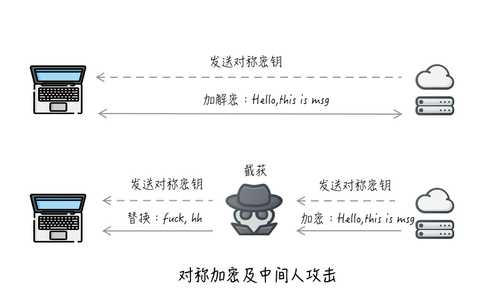 发送对称密钥
加解密：Hello,this is msg
截获
发送对称密钥
发送对称密钥
替换：fuck, hh
加密：Hello,this is msg
对称加密及中间人攻击